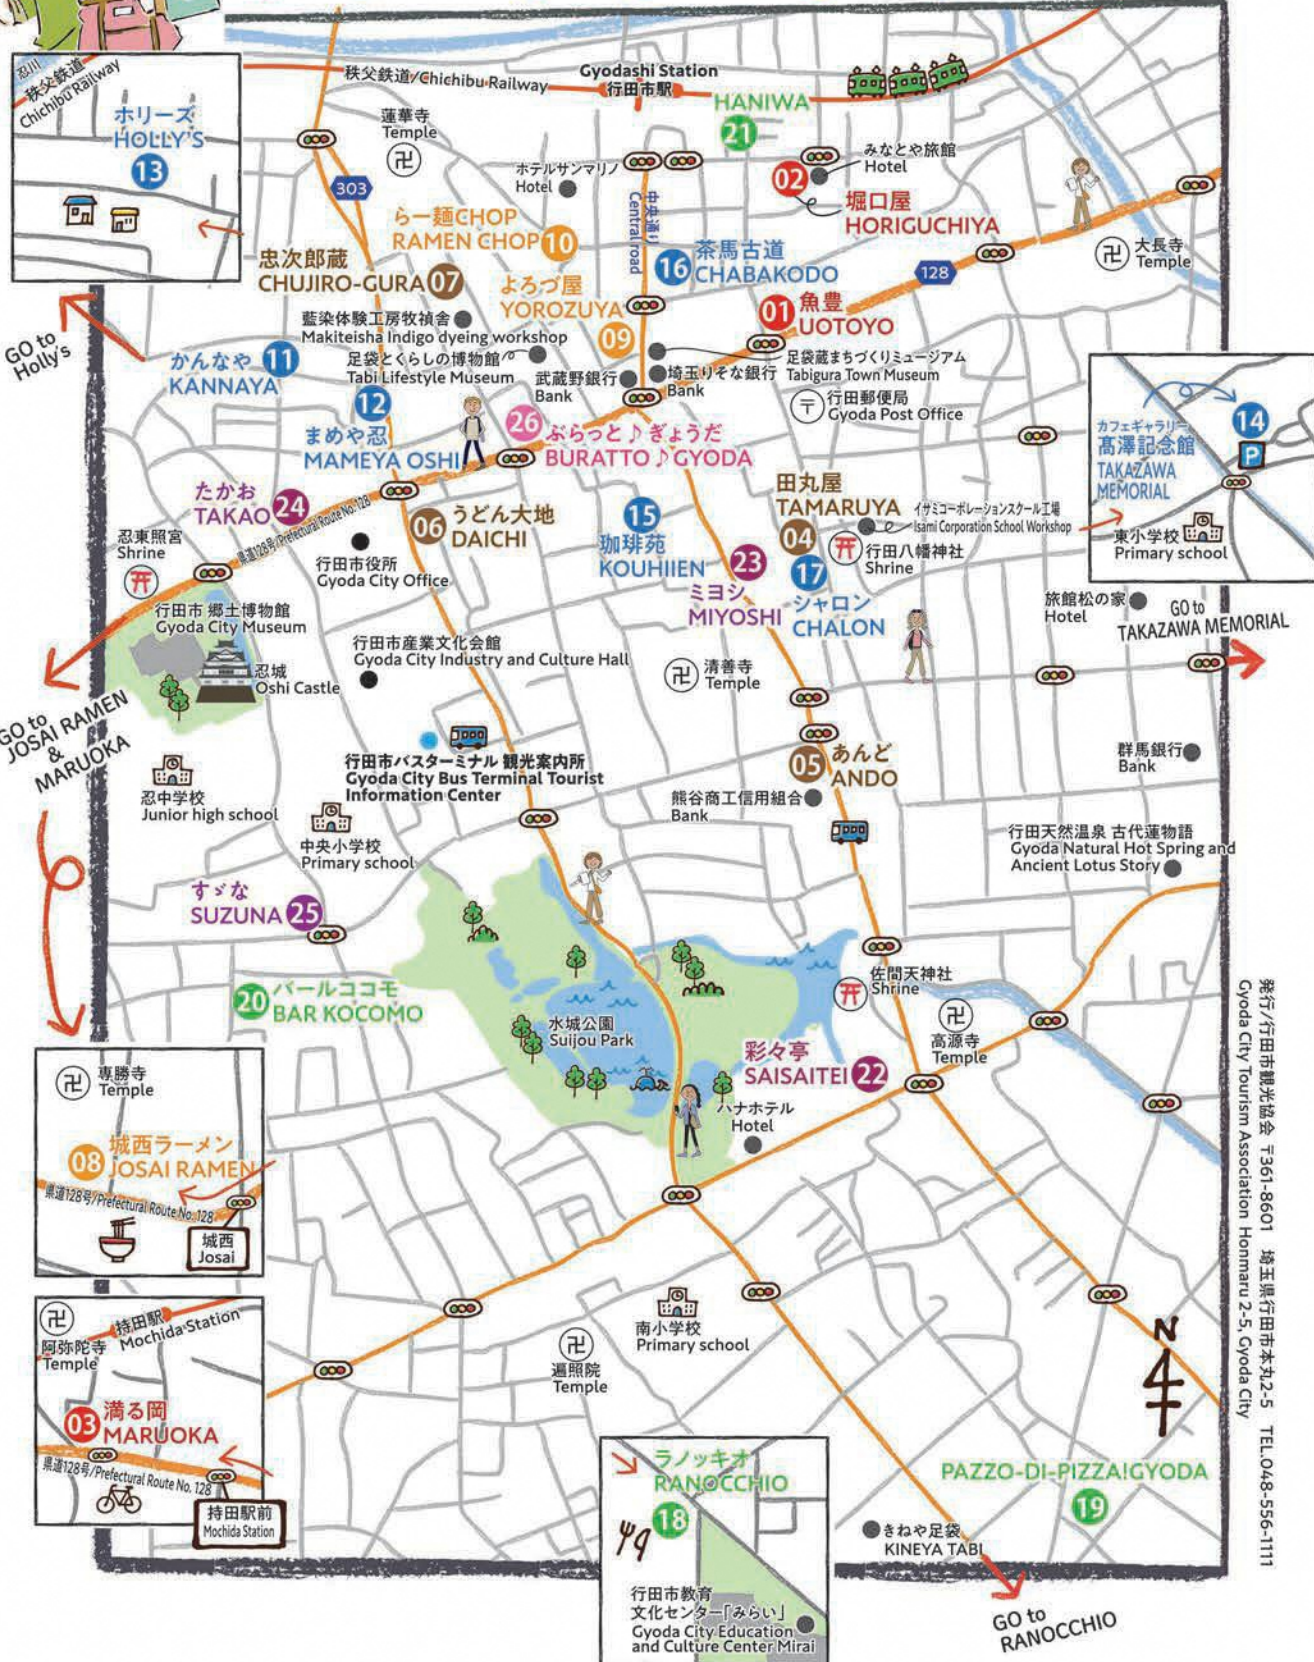 忍川
秩父鉄道
Chichibu Railway
ホリーズ
HOLLY'S
13
GO to
Holly's
秩父鉄道/Chichibu Railway
Gyodashi Station
行田市駅
HANIWA
21
蓮華寺
Temple
303
ホテルサンマリノ
Hotel
みなとや旅館
Hotel
02
堀口屋
HORIGUCHIYA
中央通り
Central road
らー麺CHOP
RAMEN CHOP
10
茶馬古道
CHABAKODO
16
128
大長寺
Temple
忠次郎蔵
CHUJIRO-GURA
07
よろづ屋
YOROZUYA
09
01
魚豊
UOTOYO
藍染体験工房牧禎舎
Makiteisha Indigo dyeing workshop
足袋とくらしの博物館
Tabi Lifestyle Museum
武蔵野銀行
Bank
埼玉りそな銀行
Bank
足袋蔵まちづくりミュージアム
Tabigura Town Museum
行田郵便局
Gyoda Post Office
かんなや
KANNAYA
11
12
まめや忍
MAMEYA OSHI
26
ぶらっと♪ぎょうだ
BURATTO♪GYODA
カフェギャラリー
髙澤記念館
TAKAZAWA
MEMORIAL
14
P
東小学校
Primary school
たかお
TAKAO
24
県道128号/Prefectural Route No. 128
06
うどん大地
DAICHI
15
珈琲苑
KOUHIIEN
田丸屋
TAMARUYA
04
イサミコーポレーションスクール工場
Isami Corporation School Workshop
行田八幡神社
Shrine
忍東照宮
Shrine
行田市役所
Gyoda City Office
23
ミヨシ
MIYOSHI
17
シャロン
CHALON
旅館松の家
Hotel
GO to
TAKAZAWA MEMORIAL
行田市 郷土博物館
Gyoda City Museum
忍城
Oshi Castle
行田市産業文化会館
Gyoda City Industry and Culture Hall
清善寺
Temple
GO to
JOSAI RAMEN
&
MARUOKA
行田市バスターミナル 観光案内所
Gyoda City Bus Terminal Tourist
Information Center
05
あんど
ANDO
熊谷商工信用組合
Bank
群馬銀行
Bank
忍中学校
Junior high school
中央小学校
Primary school
行田天然温泉 古代蓮物語
Gyoda Natural Hot Spring and
Ancient Lotus Story
すゞな
SUZUNA
25
20
バールココモ
BAR KOCOMO
水城公園
Suijou Park
佐間天神社
Shrine
高源寺
Temple
彩々亭
SAISAITEI
22
ハナホテル
Hotel
専勝寺
Temple
08
城西ラーメン
JOSAI RAMEN
県道128号/Prefectural Route No. 128
城西
Josai
阿弥陀寺
Temple
持田駅
Mochida Station
03
満る岡
MARUOKA
県道128号/Prefectural Route No. 128
持田駅前
Mochida Station
南小学校
Primary school
遍照院
Temple
N
ラノッキオ
RANOCCHIO
18
行田市教育
文化センター「みらい」
Gyoda City Education
and Culture Center Mirai
PAZZO-DI-PIZZA!GYODA
19
きねや足袋
KINEYA TABI
GO to
RANOCCHIO
発行/行田市観光協会 〒361-8601 埼玉県行田市本丸2-5 TEL.048-556-1111
Gyoda City Tourism Association Honmaru 2-5, Gyoda City